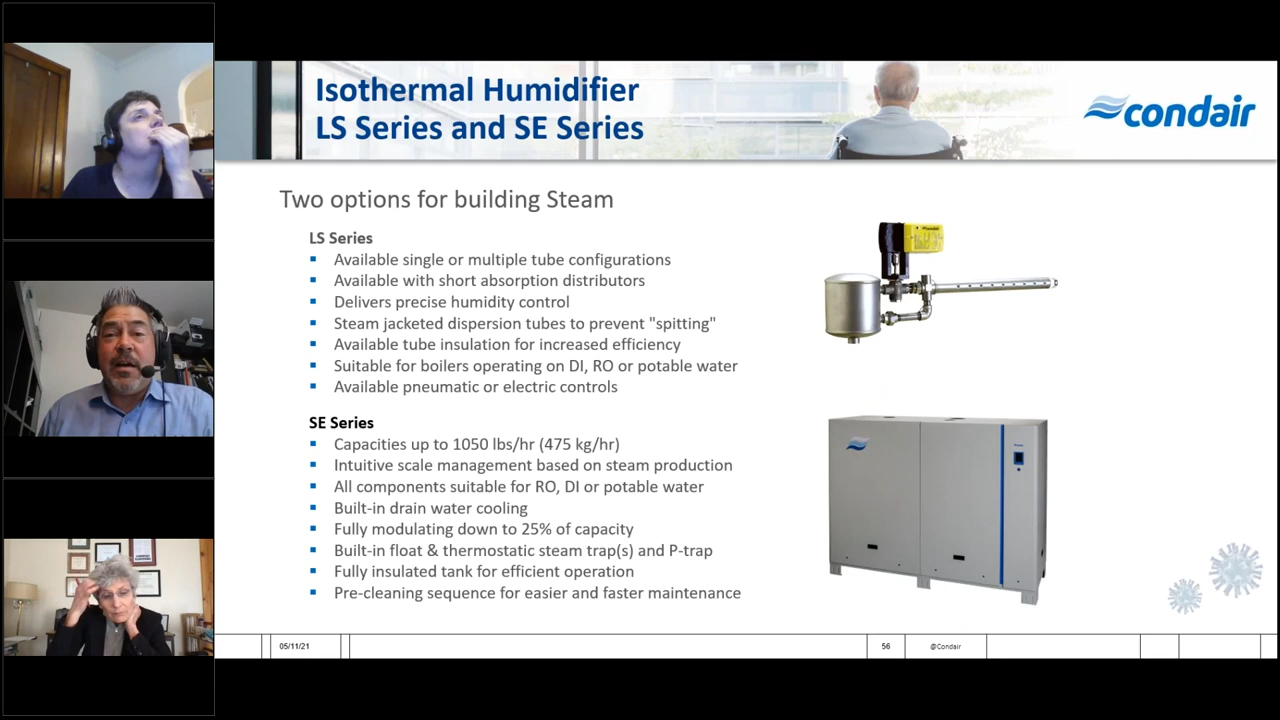 Isothermal Humidifier
LS Series and SE Series
condair
Two options for building Steam
LS Series
Available single or multiple tube configurations
Available with short absorption distributors
Delivers precise humidity control
Steam jacketed dispersion tubes to prevent "spitting"
Available tube insulation for increased efficiency
Suitable for boilers operating on DI, RO or potable water
Available pneumatic or electric controls
SE Series
Capacities up to 1050 lbs/hr (475 kg/hr)
Intuitive scale management based on steam production
All components suitable for RO, DI or potable water
Built-in drain water cooling
Fully modulating down to 25% of capacity
Built-in float & thermostatic steam trap(s) and P-trap
Fully insulated tank for efficient operation
Pre-cleaning sequence for easier and faster maintenance
05/11/21
56
@Condair